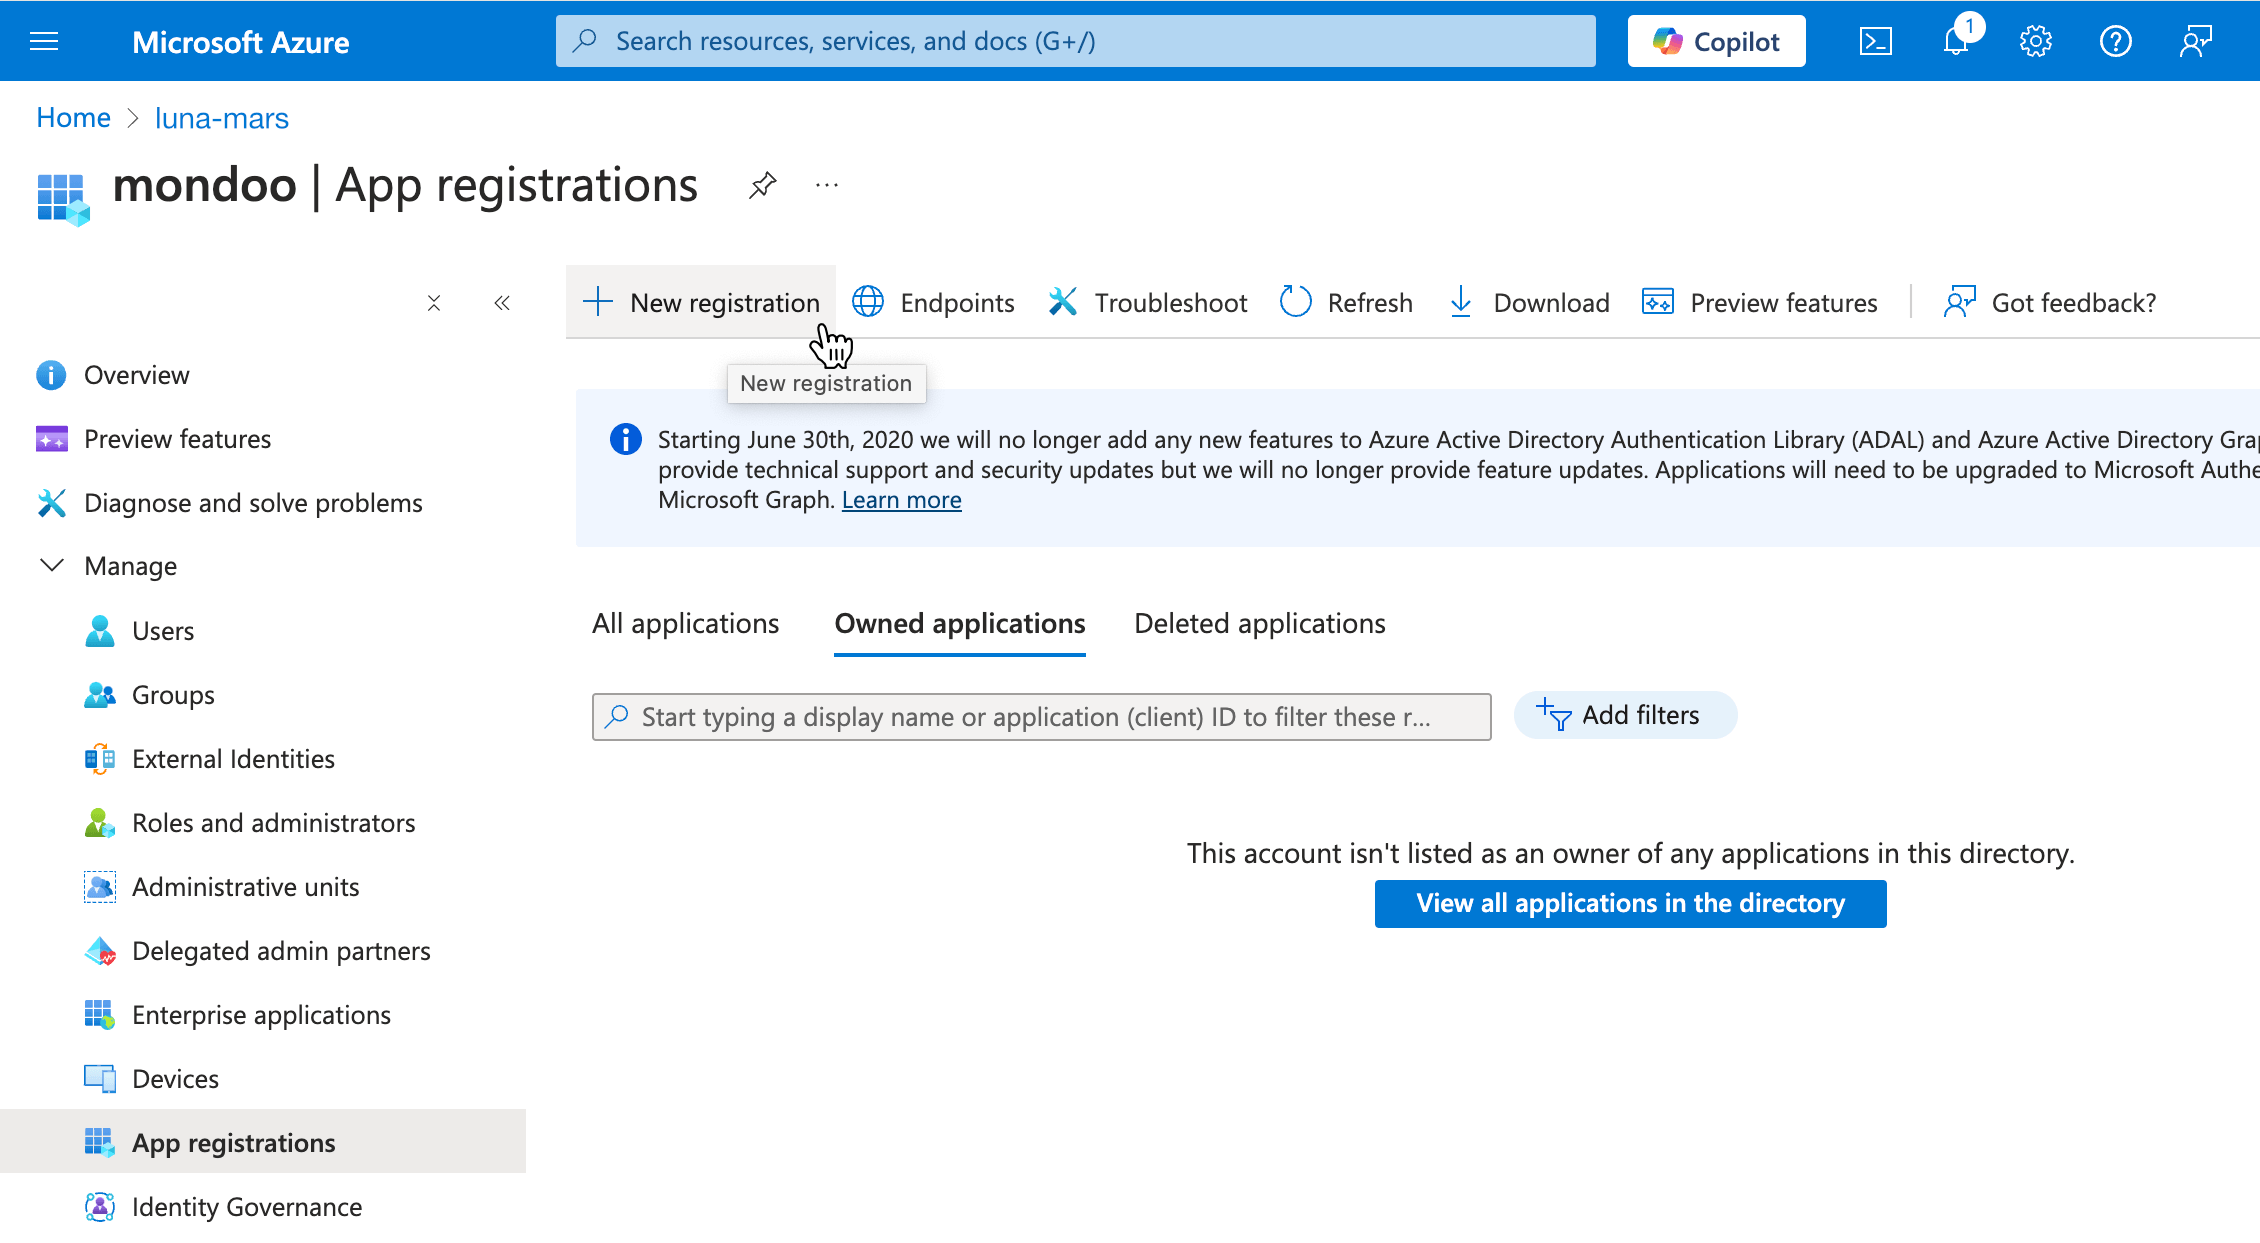 Microsoft Azure
Search resources, services, and docs (G+/)
Copilot
1
Home > luna-mars
mondoo | App registrations
...
New registration
Endpoints
Troubleshoot
Refresh
Download
Preview features
Got feedback?
New registration
Overview
Preview features
Diagnose and solve problems
Manage
Users
Groups
External Identities
Roles and administrators
Administrative units
Delegated admin partners
Enterprise applications
Devices
App registrations
Identity Governance
Starting June 30th, 2020 we will no longer add any new features to Azure Active Directory Authentication Library (ADAL) and Azure Active Directory
provide technical support and security updates but we will no longer provide feature updates. Applications will need to be upgraded to Microsoft
Microsoft Graph. Learn more
All applications
Owned applications
Deleted applications
Start typing a display name or application (client) ID to filter these r...
Add filters
This account isn't listed as an owner of any applications in this directory.
View all applications in the directory